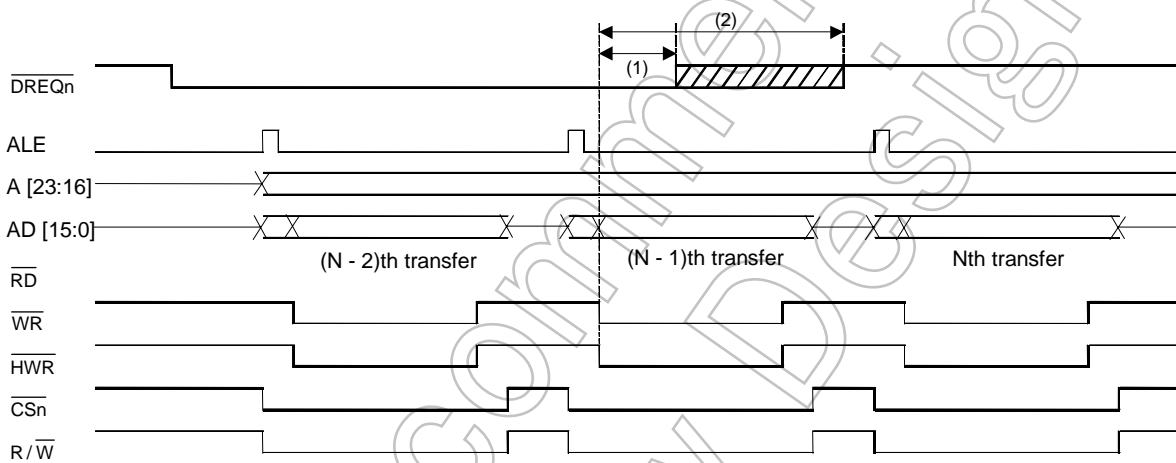 (2)
(1)
DREQn
ALE
A [23:16]
AD [15:0]
(N - 2)th transfer
(N - 1)th transfer
Nth transfer
RD
WR
HWR
CSn
R / W